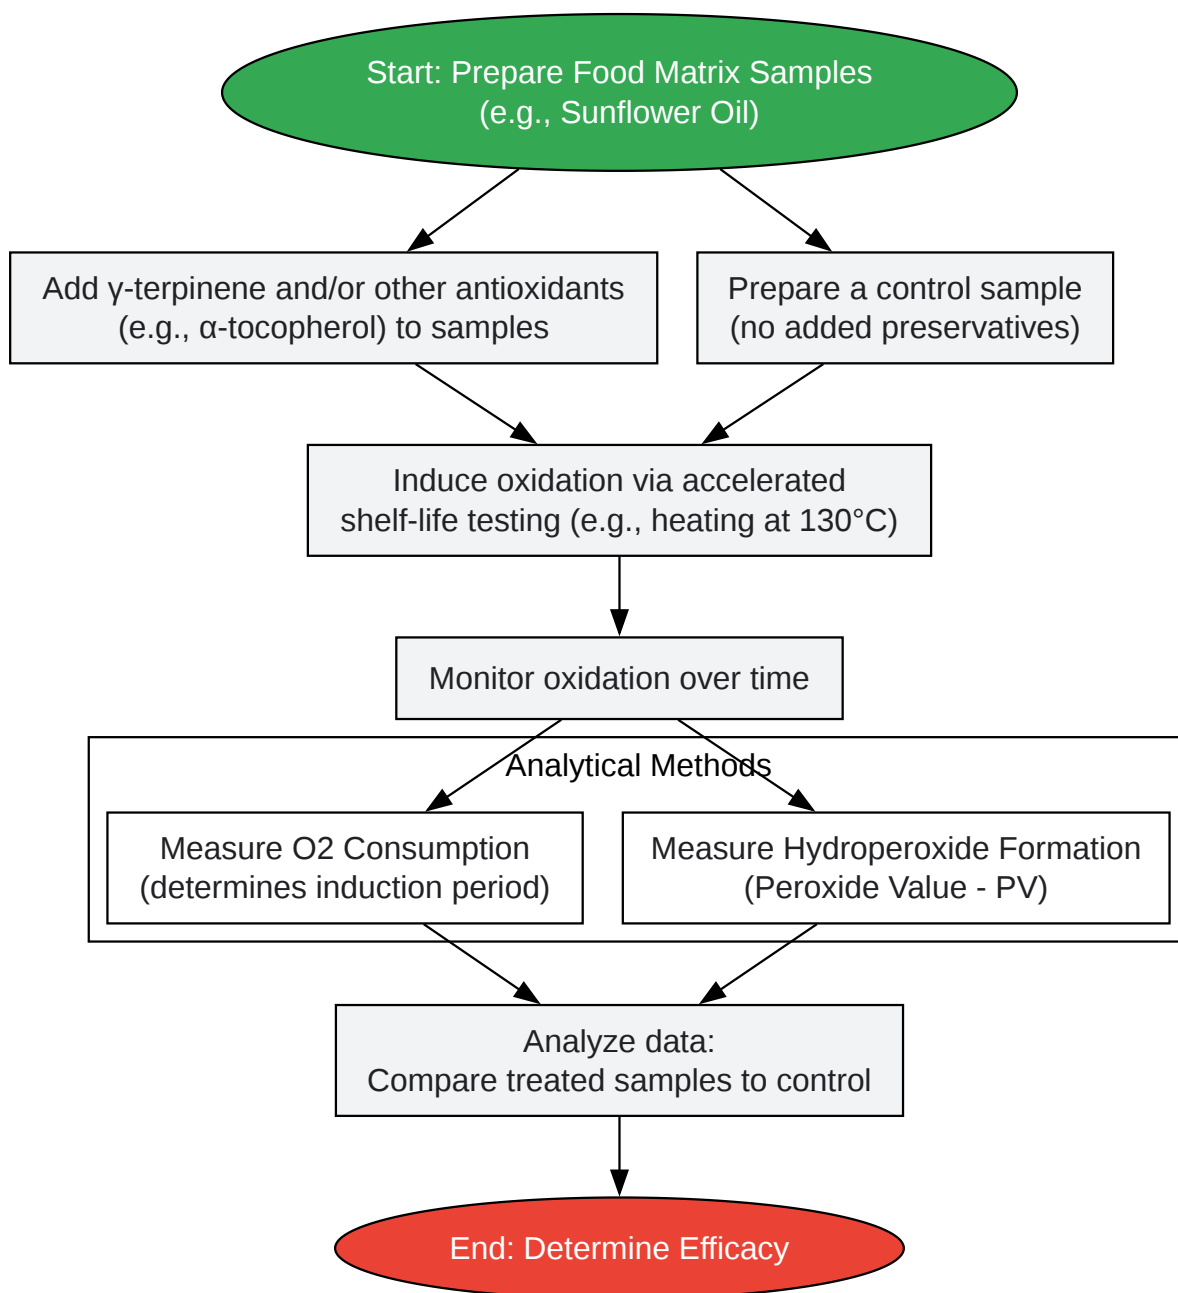 Start: Prepare Food Matrix Samples
(e.g., Sunflower Oil)
Add γ-terpinene and/or other antioxidants
(e.g., α-tocopherol) to samples
Prepare a control sample
(no added preservatives)
Induce oxidation via accelerated
shelf-life testing (e.g., heating at 130°C)
Monitor oxidation over time
Analytical Methods
Measure O2 Consumption
(determines induction period)
Measure Hydroperoxide Formation
(Peroxide Value - PV)
Analyze data:
Compare treated samples to control
End: Determine Efficacy